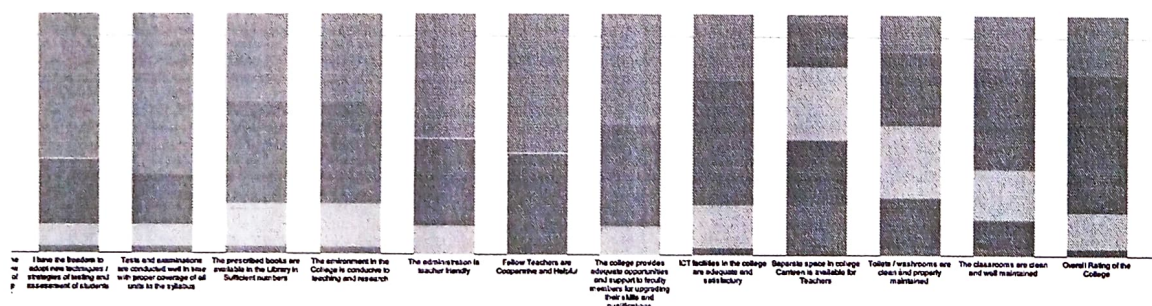 I have the freedom to
adopt new techniques /
strategies of testing and
assessment of students
Tests and examinations
are conducted well in time
with proper coverage of all
units in the syllabus
The prescribed books are
available in the Library in
Sufficient numbers
The environment in the
College is conducive to
teaching and research
The administration is
teacher friendly
Fellow Teachers are
Cooperative and Helpful
The college provides
adequate opportunities
and support to faculty
members for upgrading
their skills and
qualifications
ICT facilities in the college
are adequate and
satisfactory
Separate space in college
Canteen is available for
Teachers
Toilets / washrooms are
clean and properly
maintained
The classrooms are clean
and well maintained
Overall Rating of the
College